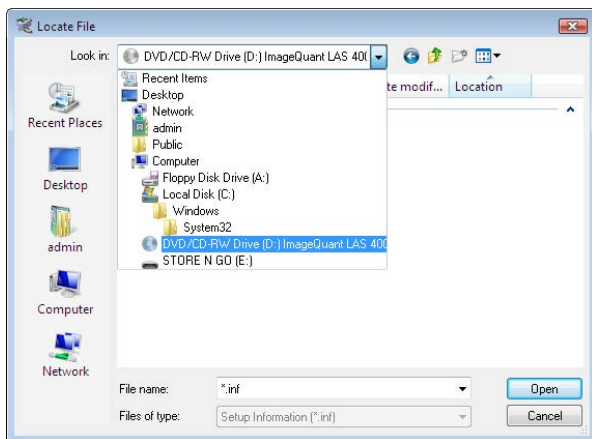 Locate File
Look in: DVD/CD-RW Drive (D:) ImageQuant LAS 40(
te modif... Location
Recent Items
Desktop
Network
admin
Public
Computer
Floppy Disk Drive (A:)
Local Disk (C:)
Windows
System32
DVD/CD-RW Drive (D:) ImageQuant LAS 400
STORE N GO (E:)
Recent Places
Desktop
admin
Computer
Network
File name: *.inf Open
Files of type: Setup Information (*.inf) Cancel